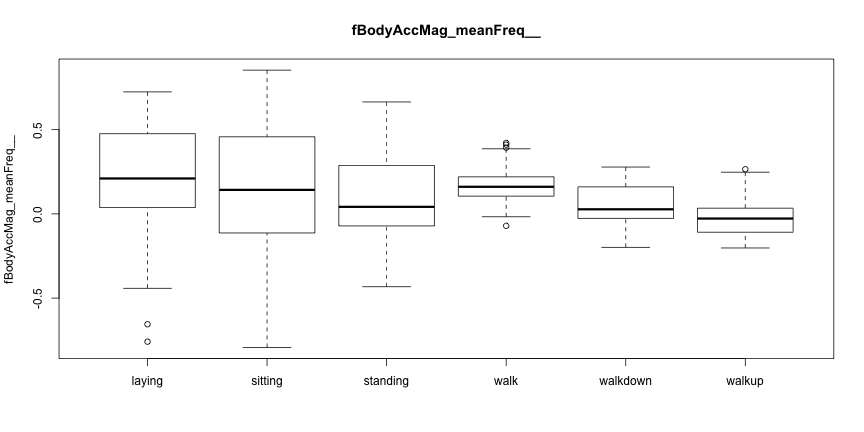 fBodyAccMag_meanFreq__
fBodyAccMag_meanFreq__
0.5
0.0
-0.5
laying sitting standing walk walkdown walkup